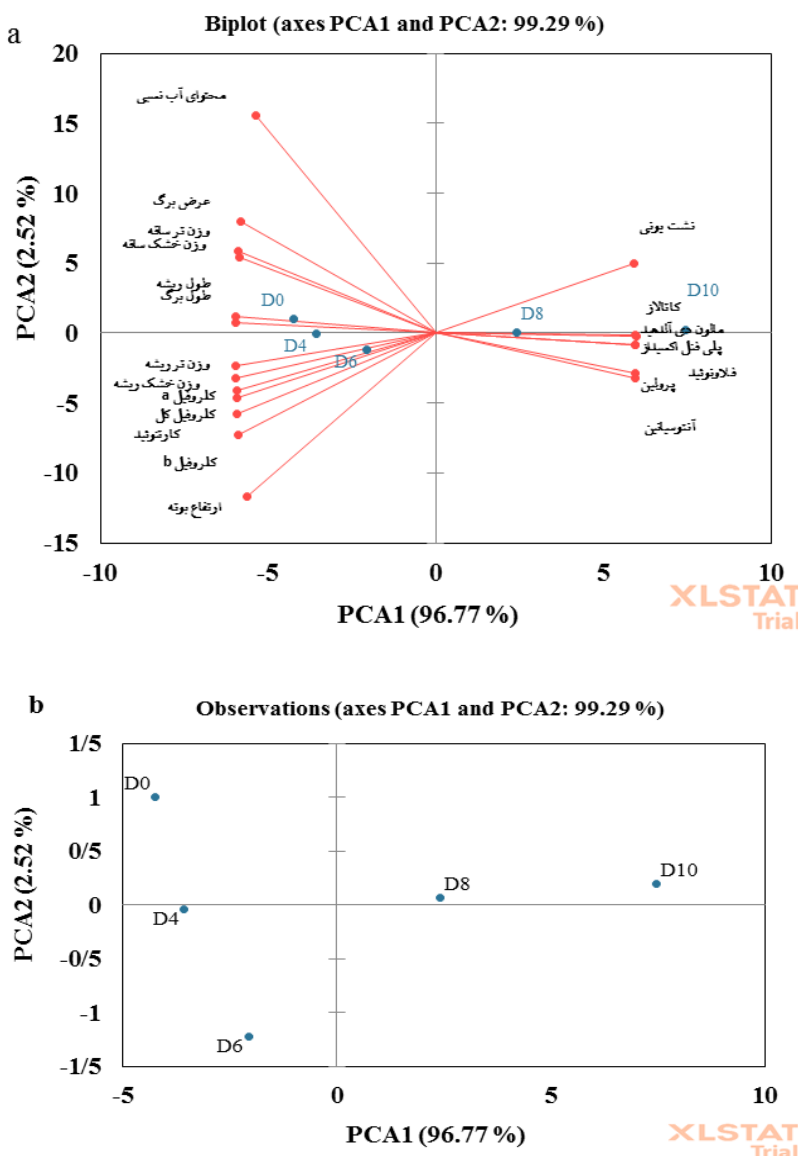 a
Biplot (axes PCA1 and PCA2: 99.29 %)
20
15
10
5
0
-5
-10
-15
PCA2 (2.52 %)
محتوای آب نسبی
عرض برگ
وزن تر ساقه
وزن خشک ساقه
طول ریشه
طول برگ
D0
D4
D6
وزن تر ریشه
وزن خشک ریشه
کلروفیل a
کلروفیل کل
کارتنوئید
کلروفیل b
ارتفاع بوته
نشت یونی
کاتالاز
D10
D8
مالون دی آلدهید
پلی فنل اکسیداز
فلاونوئید
پرولین
آنتوسیانین
-10
-5
0
5
10
PCA1 (96.77 %)
XLSTAT
Trial
b
Observations (axes PCA1 and PCA2: 99.29 %)
1/5
1
0/5
0
-0/5
-1
-1/5
PCA2 (2.52 %)
D0
D4
D6
D8
D10
-5
0
5
10
PCA1 (96.77 %)
XLSTAT
Trial